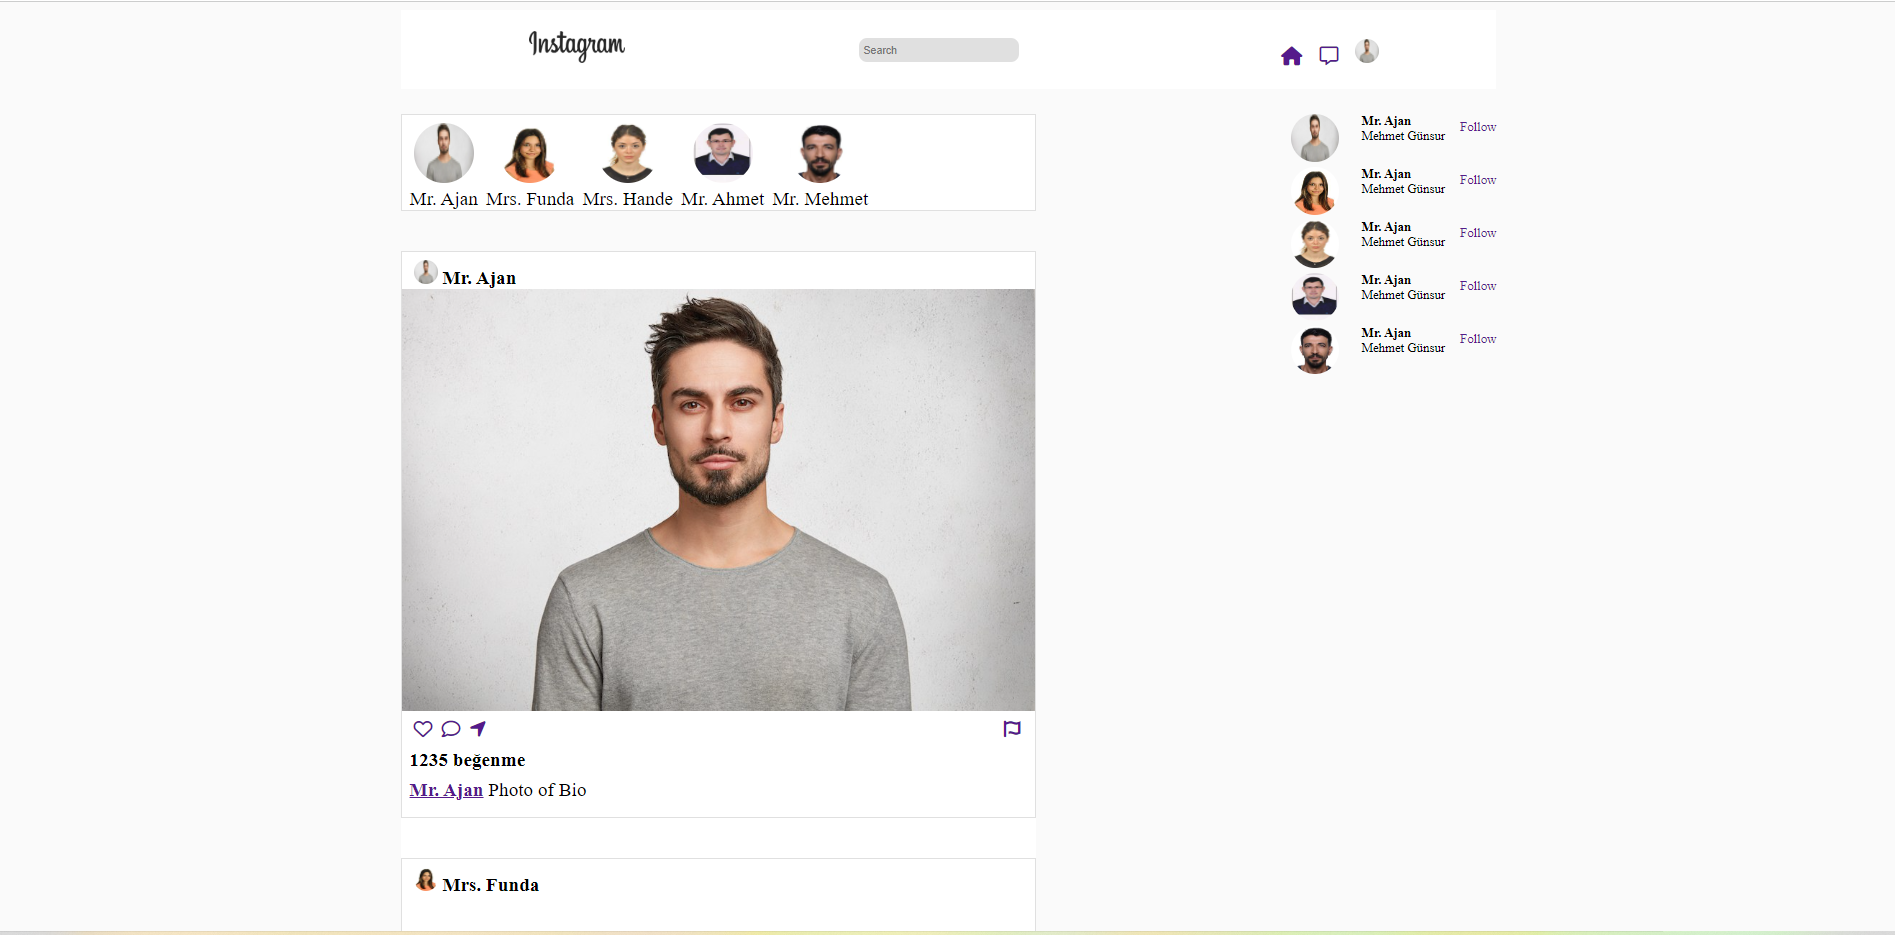 Instagram
Search
Mr. Ajan Mrs. Funda Mrs. Hande Mr. Ahmet Mr. Mehmet
Mr. Ajan
1235 beğenme
Mr. Ajan Photo of Bio
Mrs. Funda
Mr. Ajan
Mehmet Günsur
Follow
Mr. Ajan
Mehmet Günsur
Follow
Mr. Ajan
Mehmet Günsur
Follow
Mr. Ajan
Mehmet Günsur
Follow
Mr. Ajan
Mehmet Günsur
Follow